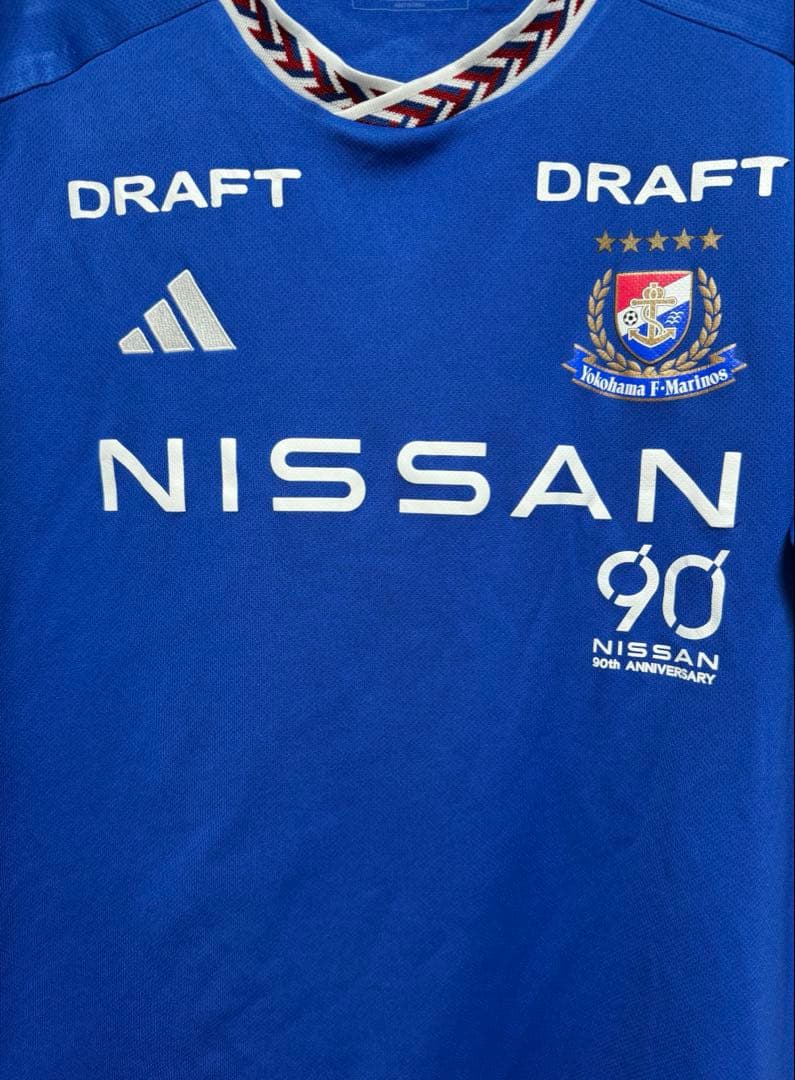 DRAFT
DRAFT
Yokohama F·Marinos
NISSAN
90
NISSAN
90th ANNIVERSARY